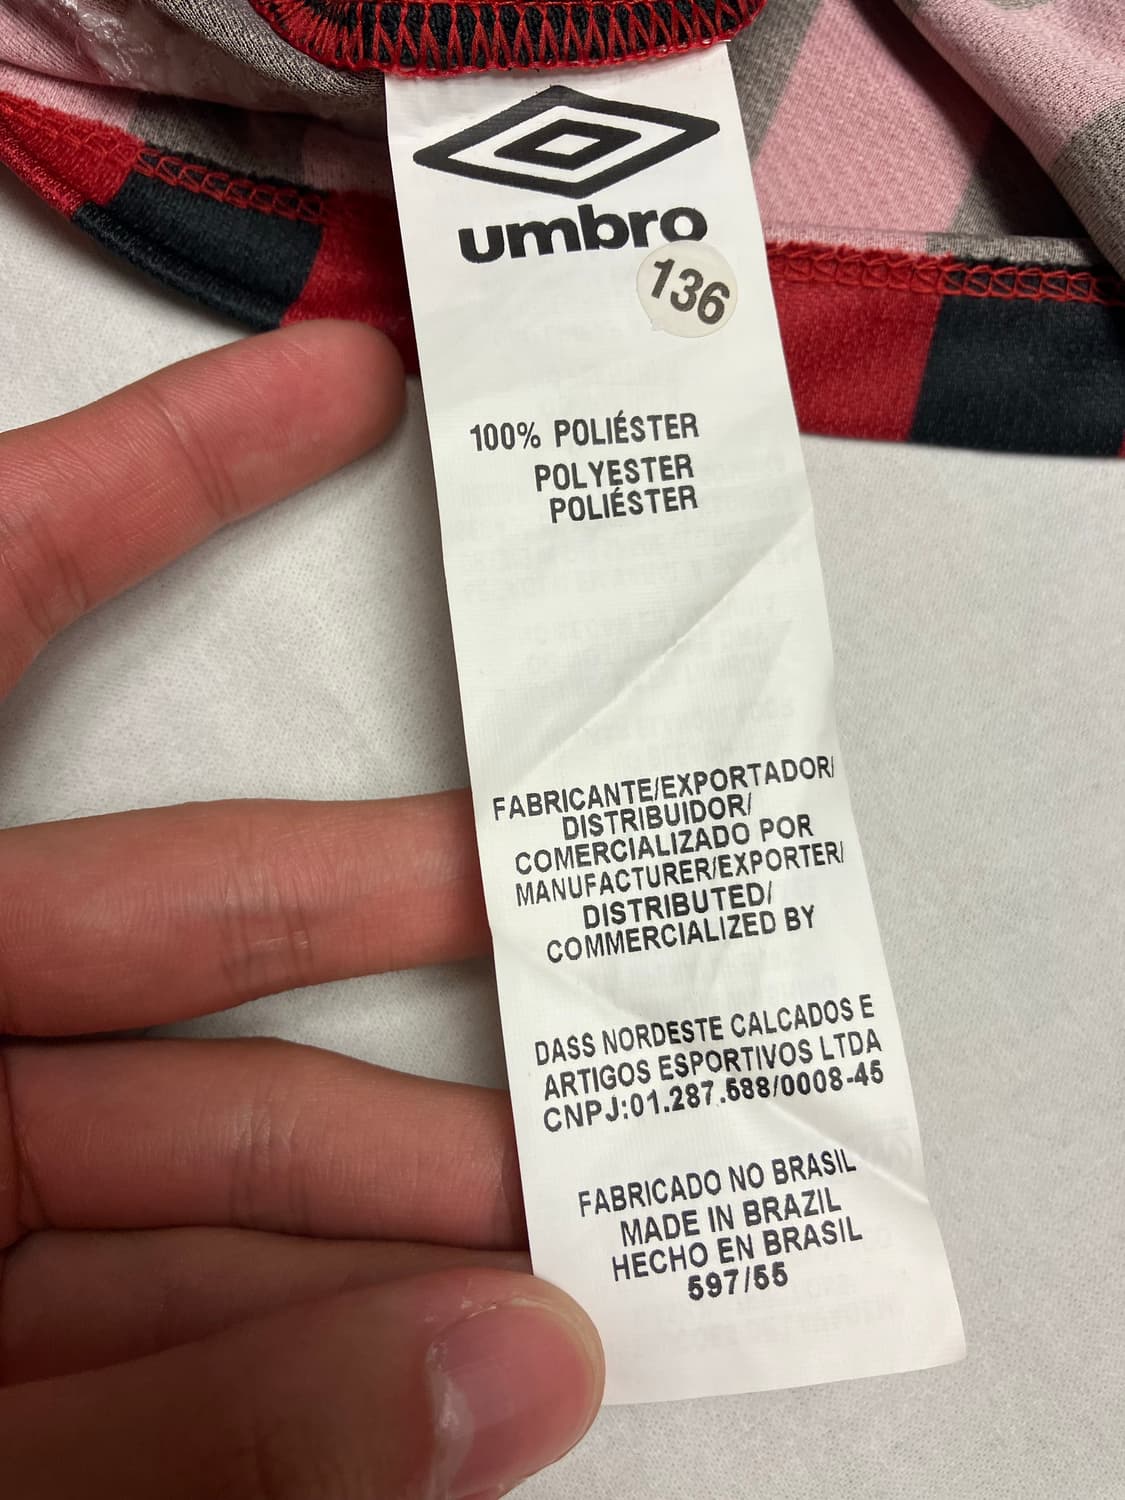 umbro
136
100% POLIÉSTER
POLYESTER
POLIÉSTER
FABRICANTE/EXPORTADOR/
DISTRIBUIDOR/
COMERCIALIZADO POR
MANUFACTURER/EXPORTER/
DISTRIBUTED/
COMMERCIALIZED BY
DASS NORDESTE CALCADOS E
ARTIGOS ESPORTIVOS LTDA
CNPJ:01.287.588/0008-45
FABRICADO NO BRASIL
MADE IN BRAZIL
HECHO EN BRASIL
597/55